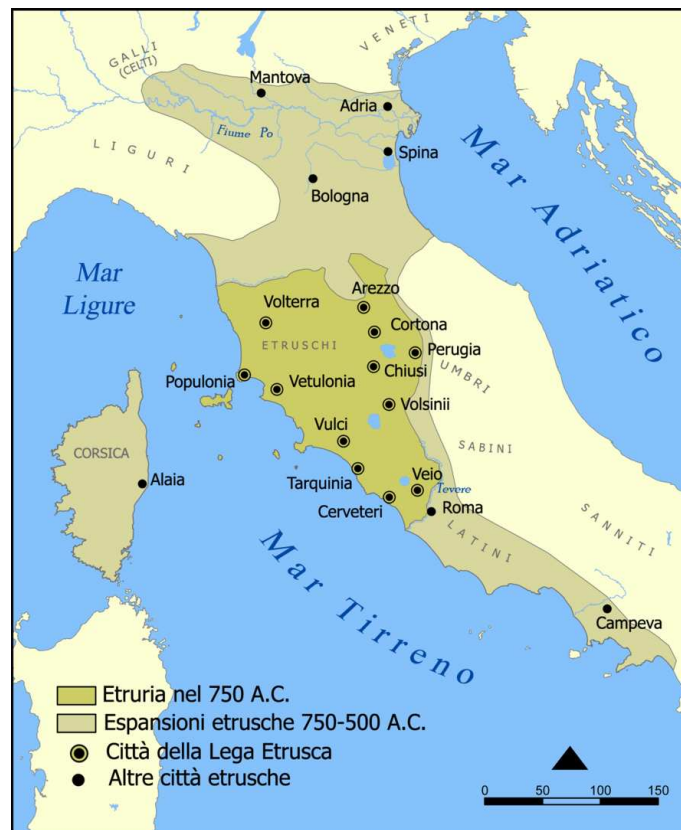 VENETI
GALLI
(CELTI)
Mantova
Adria
Fiume Po
Spina
LIGURI
Bologna
Mar Adriatico
Mar
Ligure
Arezzo
Volterra
Cortona
ETRUSCHI
Perugia
Chiusi
UMBRI
Populonia
Vetulonia
Volsinii
Vulci
SABINI
CORSICA
Alaia
Tarquinia
Veio
Tevere
Cerveteri
Roma
SANNITI
LATINI
Mar Tirreno
Campeva
Etruria nel 750 A.C.
Espansioni etrusche 750-500 A.C.
Città della Lega Etrusca
Altre città etrusche
0 50 100 150